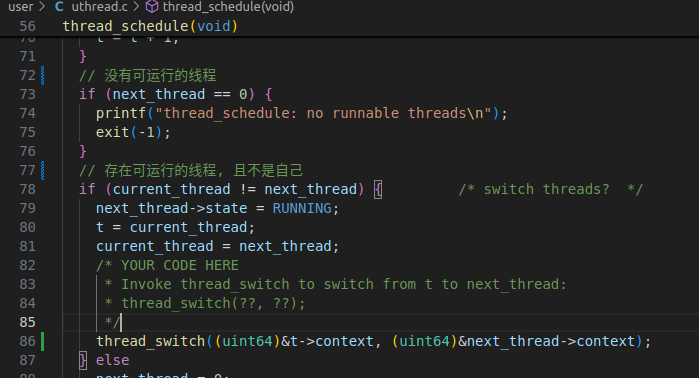 user > C uthread.c > thread_schedule(void)
56 thread_schedule(void)
70 t = t + 1;
71 }
72 // 没有可运行的线程
73 if (next_thread == 0) {
74 printf("thread_schedule: no runnable threads\n");
75 exit(-1);
76 }
77 // 存在可运行的线程, 且不是自己
78 if (current_thread != next_thread) { /* switch threads? */
79 next_thread->state = RUNNING;
80 t = current_thread;
81 current_thread = next_thread;
82 /* YOUR CODE HERE
83 * Invoke thread_switch to switch from t to next_thread:
84 * thread_switch(??, ??);
85 */
86 thread_switch((uint64)&t->context, (uint64)&next_thread->context);
87 } else
88 next_thread = 0;